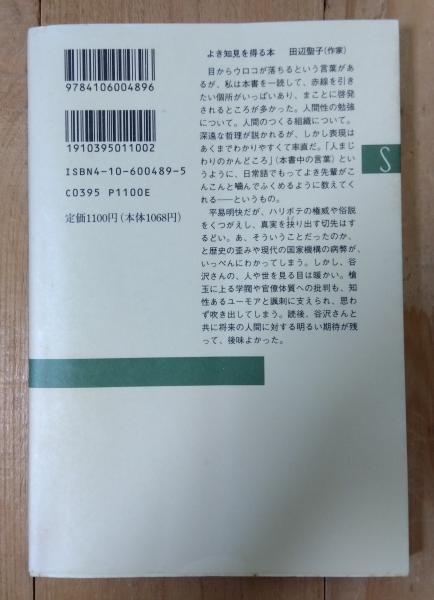 9784106004896
1910395011002
ISBN4-10-600489-5
C0395 P1100E
定価1100円(本体1068円)
よき知見を得る本 田辺聖子(作家)
目からウロコが落ちるという言葉があ
るが、私は本書を一読して、赤線を引き
たい個所がいっぱいあり、まことに啓発
されるところが多かった。人間性の勉強
について。人間のつくる組織について。
深遠な哲理が説かれるが、しかし表現は
あくまでわかりやすくて率直だ。「人まじ
わりのかんどころ」(本書中の言葉)とい
うように、日常語でもってよき先輩がこ
んこんと嚙んでふくめるように教えてく
れる――というもの。
平易明快だが、ハリボテの権威や俗説
をくつがえし、真実を抉り出す切先はす
るどい。あ、そういうことだったのか、
と歴史の歪みや現代の国家機構の病弊が、
いっぺんにわかってしまう。しかし、谷
沢さんの、人や世を見る目は暖かい。槍
玉に上る学閥や官僚体質への批判も、知
性あるユーモアと諷刺に支えられ、思わ
ず吹き出してしまう。読後、谷沢さんと
共に将来の人間に対する明るい期待が残
って、後味よかった。
S